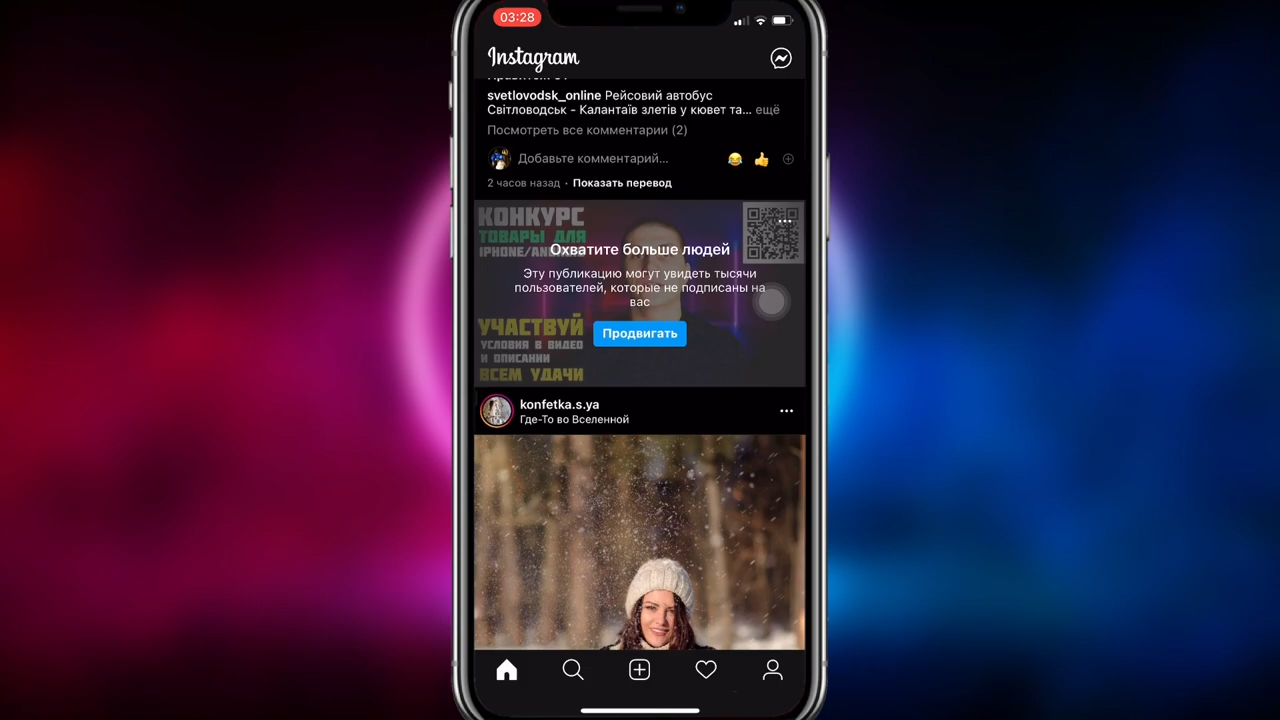 03:28
Instagram
svetlovodsk_online Рейсовий автобус
Світловодськ - Калантаїв злетів у кювет та... ещё
Посмотреть все комментарии (2)
Добавьте комментарий...
2 часов назад · Показать перевод
КОНКУРС
ТОВАРЫ ДЛЯ
IPHONE/ANDROID
Охватите больше людей
Эту публикацию могут увидеть тысячи
пользователей, которые не подписаны на
вас
Продвигать
УЧАСТВУЙ
УСЛОВИЯ В ВИДЕО
И ОПИСАНИИ
ВСЕМ УДАЧИ
konfetka.s.ya
Где-То во Вселенной